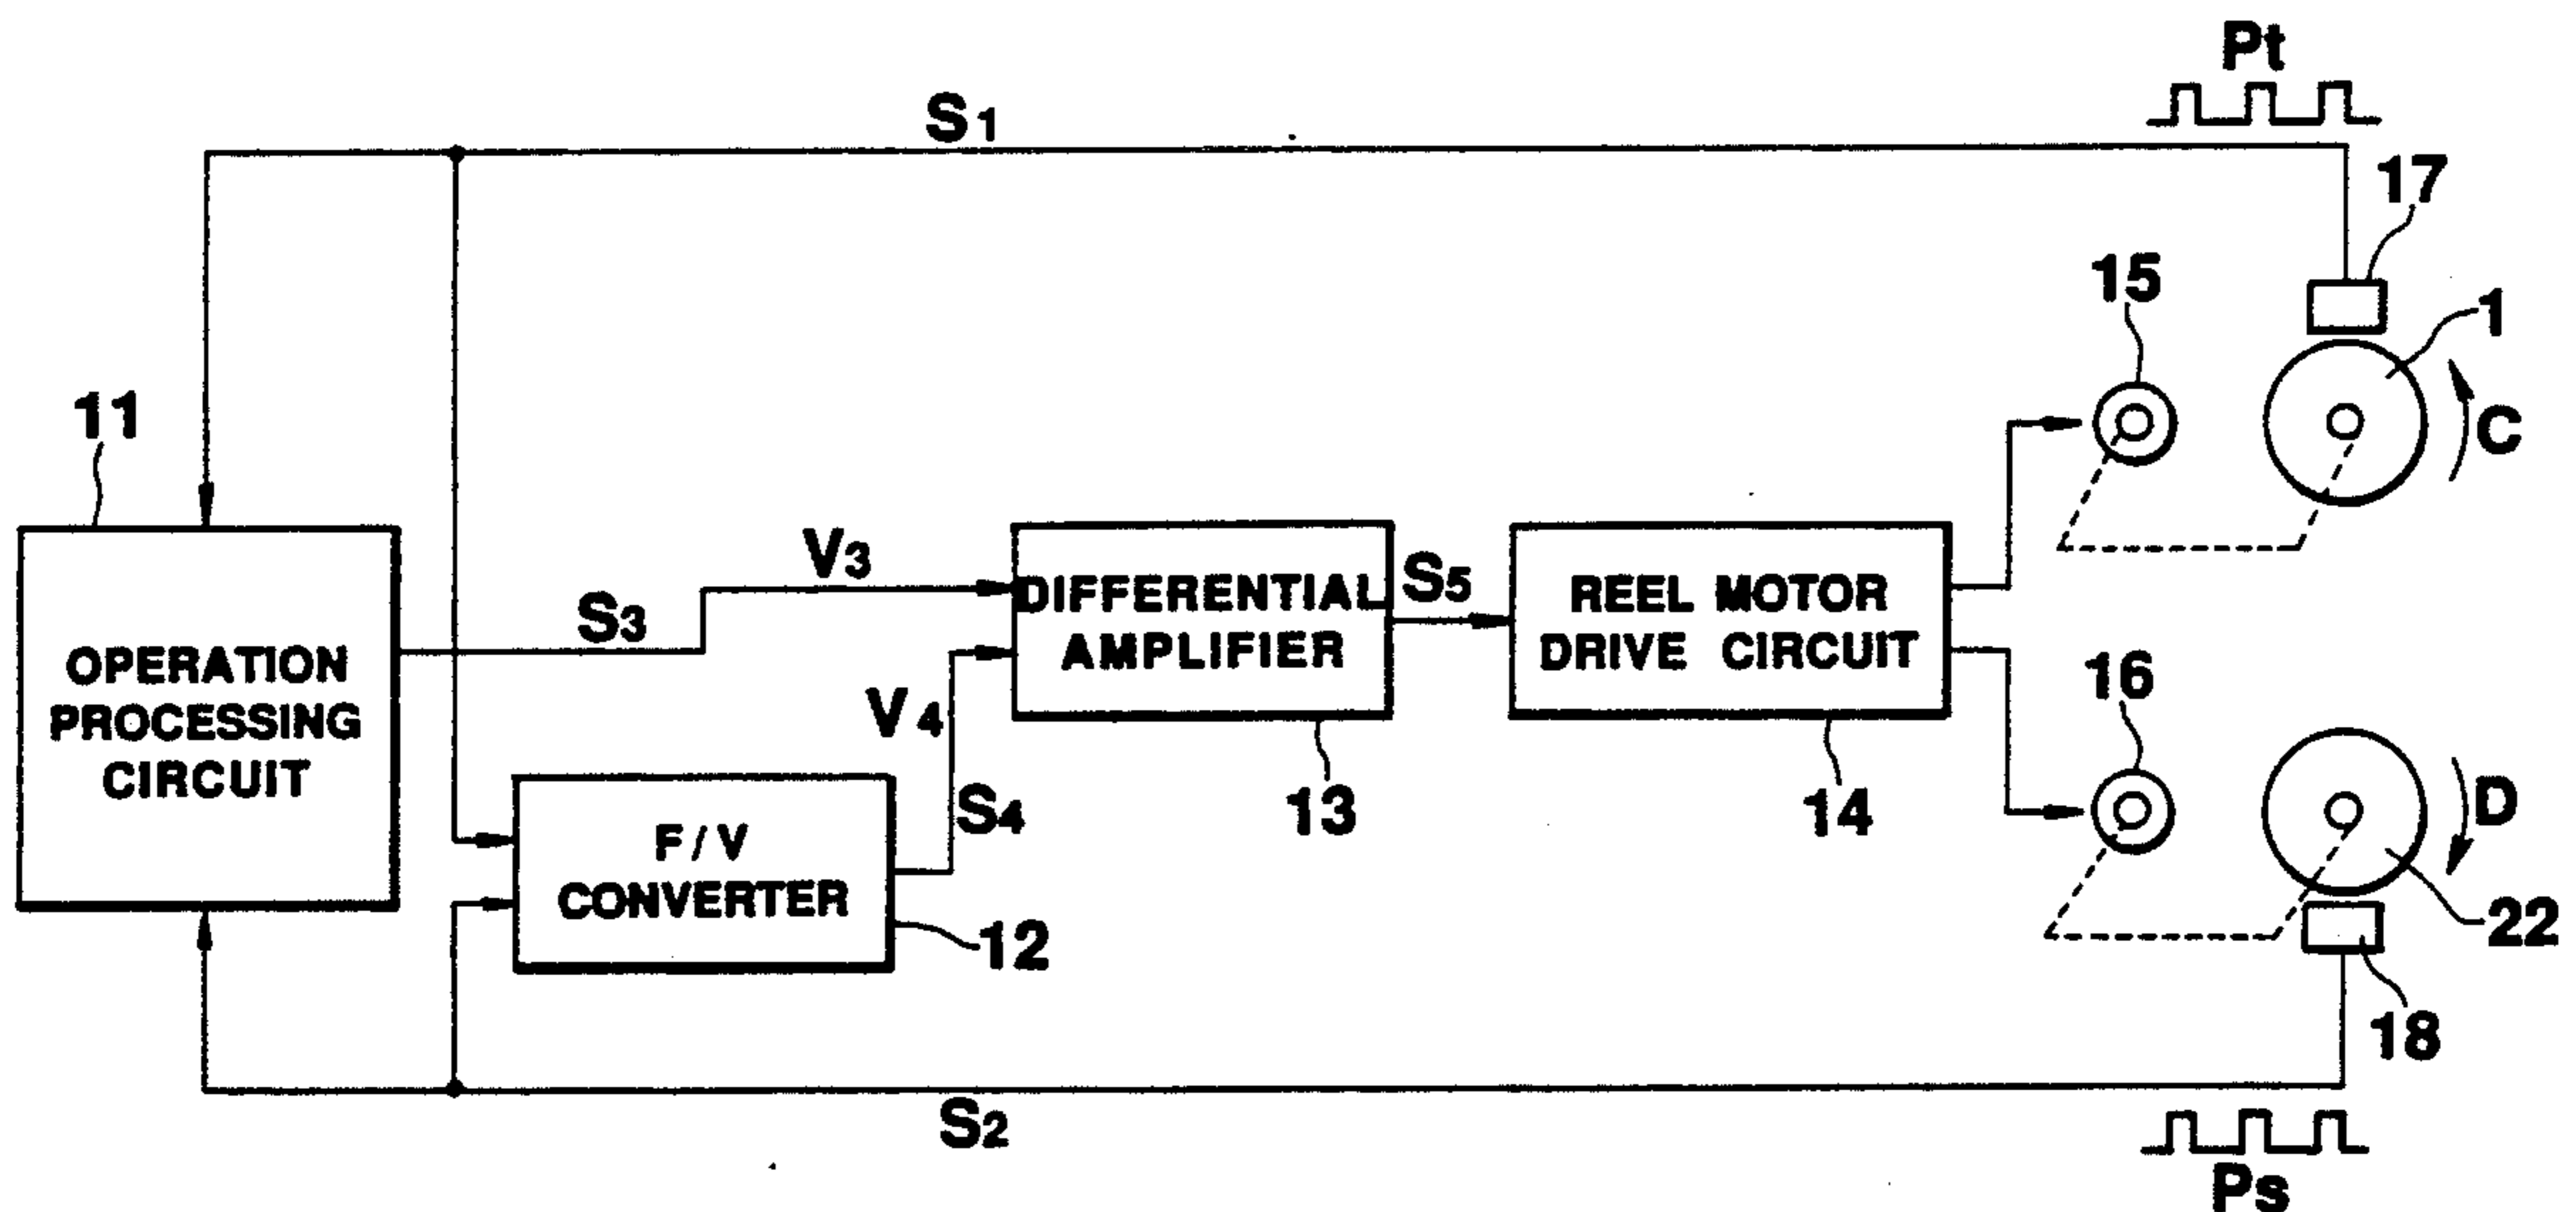 Pt
S1
17
15
1
C
11
V3
S3
DIFFERENTIAL
AMPLIFIER
S5
REEL MOTOR
DRIVE CIRCUIT
OPERATION
PROCESSING
CIRCUIT
V4
S4
13
14
16
D
F/V
CONVERTER
12
22
18
S2
Ps